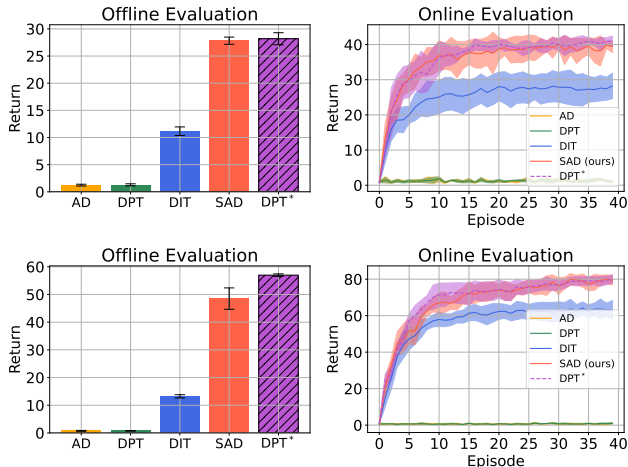 Offline Evaluation
Return
30
25
20
15
10
5
0
AD DPT DIT SAD DPT*
Online Evaluation
Return
40
30
20
10
0
AD
DPT
DIT
SAD (ours)
DPT*
0 5 10 15 20 25 30 35 40
Episode
Offline Evaluation
Return
60
50
40
30
20
10
0
AD DPT DIT SAD DPT*
Online Evaluation
Return
80
60
40
20
0
AD
DPT
DIT
SAD (ours)
DPT*
0 5 10 15 20 25 30 35 40
Episode